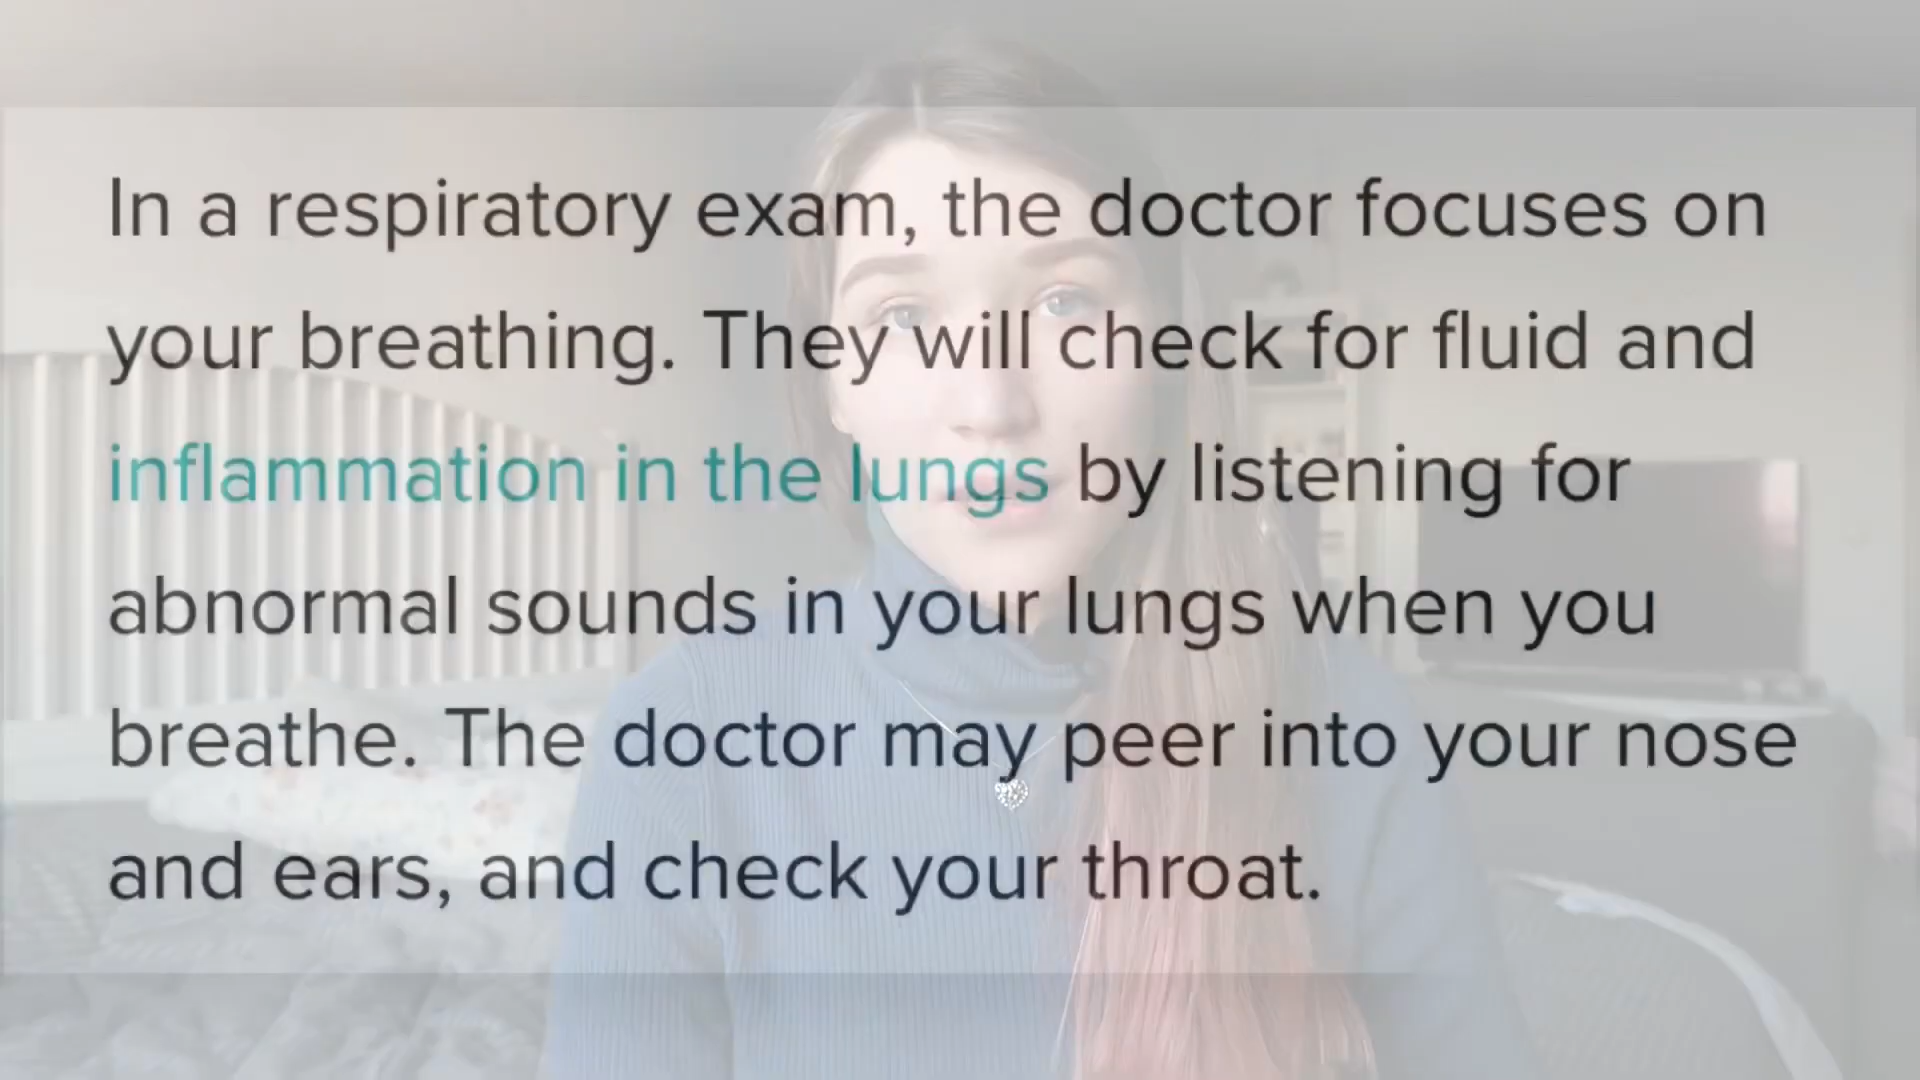 In a respiratory exam, the doctor focuses on
your breathing. They will check for fluid and
inflammation in the lungs by listening for
abnormal sounds in your lungs when you
breathe. The doctor may peer into your nose
and ears, and check your throat.